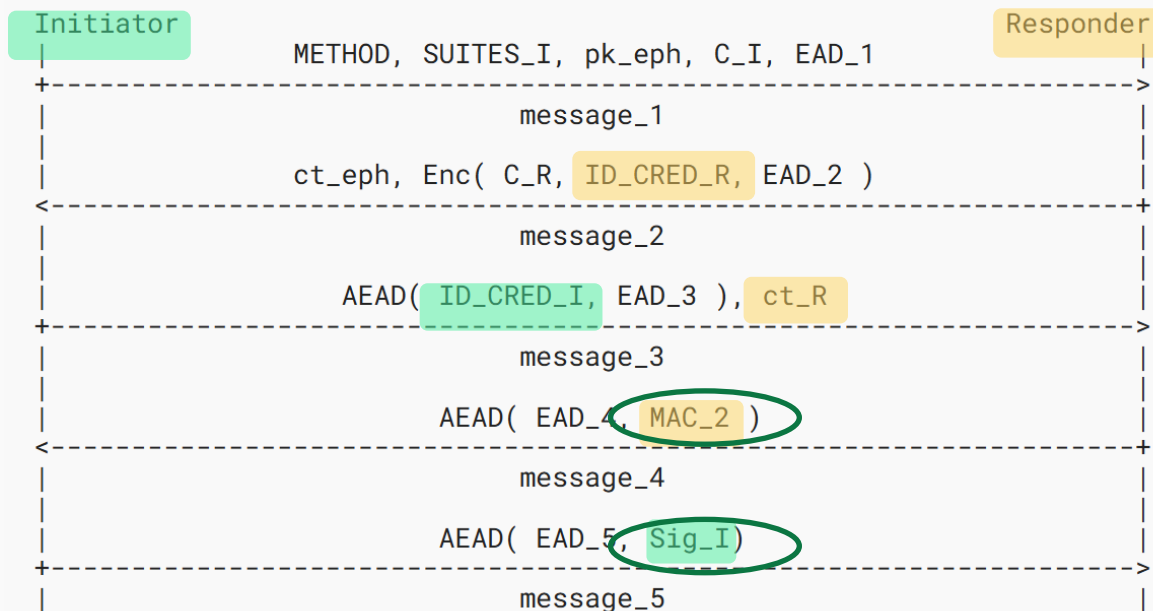 Initiator Responder
METHOD, SUITES_I, pk_eph, C_I, EAD_1
message_1
ct_eph, Enc( C_R, ID_CRED_R, EAD_2 )
message_2
AEAD( ID_CRED_I, EAD_3 ), ct_R
message_3
AEAD( EAD_4, MAC_2 )
message_4
AEAD( EAD_5, Sig_I)
message_5